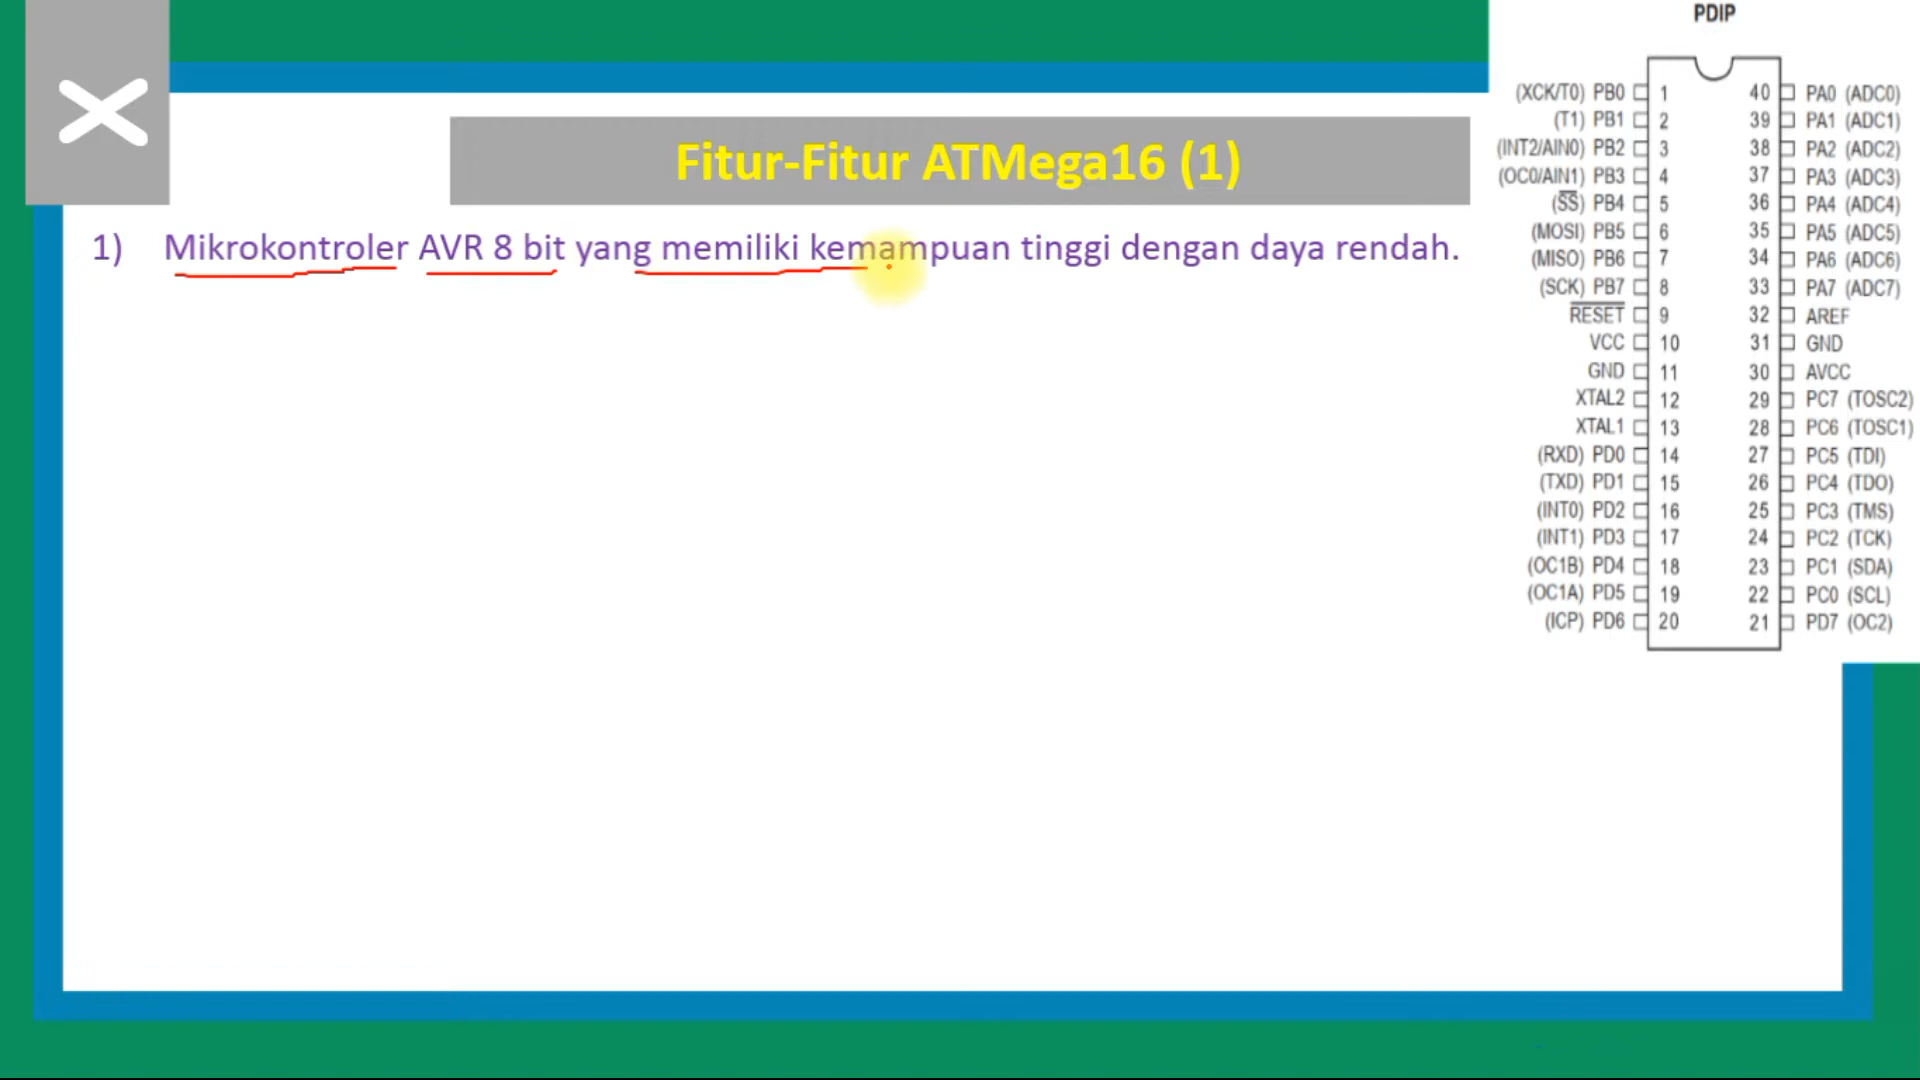 Fitur-Fitur ATMega16 (1)
1) Mikrokontroler AVR 8 bit yang memiliki kemampuan tinggi dengan daya rendah.
PDIP
(XCK/T0) PB0 1 40 PA0 (ADC0)
(T1) PB1 2 39 PA1 (ADC1)
(INT2/AIN0) PB2 3 38 PA2 (ADC2)
(OC0/AIN1) PB3 4 37 PA3 (ADC3)
(SS) PB4 5 36 PA4 (ADC4)
(MOSI) PB5 6 35 PA5 (ADC5)
(MISO) PB6 7 34 PA6 (ADC6)
(SCK) PB7 8 33 PA7 (ADC7)
RESET 9 32 AREF
VCC 10 31 GND
GND 11 30 AVCC
XTAL2 12 29 PC7 (TOSC2)
XTAL1 13 28 PC6 (TOSC1)
(RXD) PD0 14 27 PC5 (TDI)
(TXD) PD1 15 26 PC4 (TDO)
(INT0) PD2 16 25 PC3 (TMS)
(INT1) PD3 17 24 PC2 (TCK)
(OC1B) PD4 18 23 PC1 (SDA)
(OC1A) PD5 19 22 PC0 (SCL)
(ICP) PD6 20 21 PD7 (OC2)